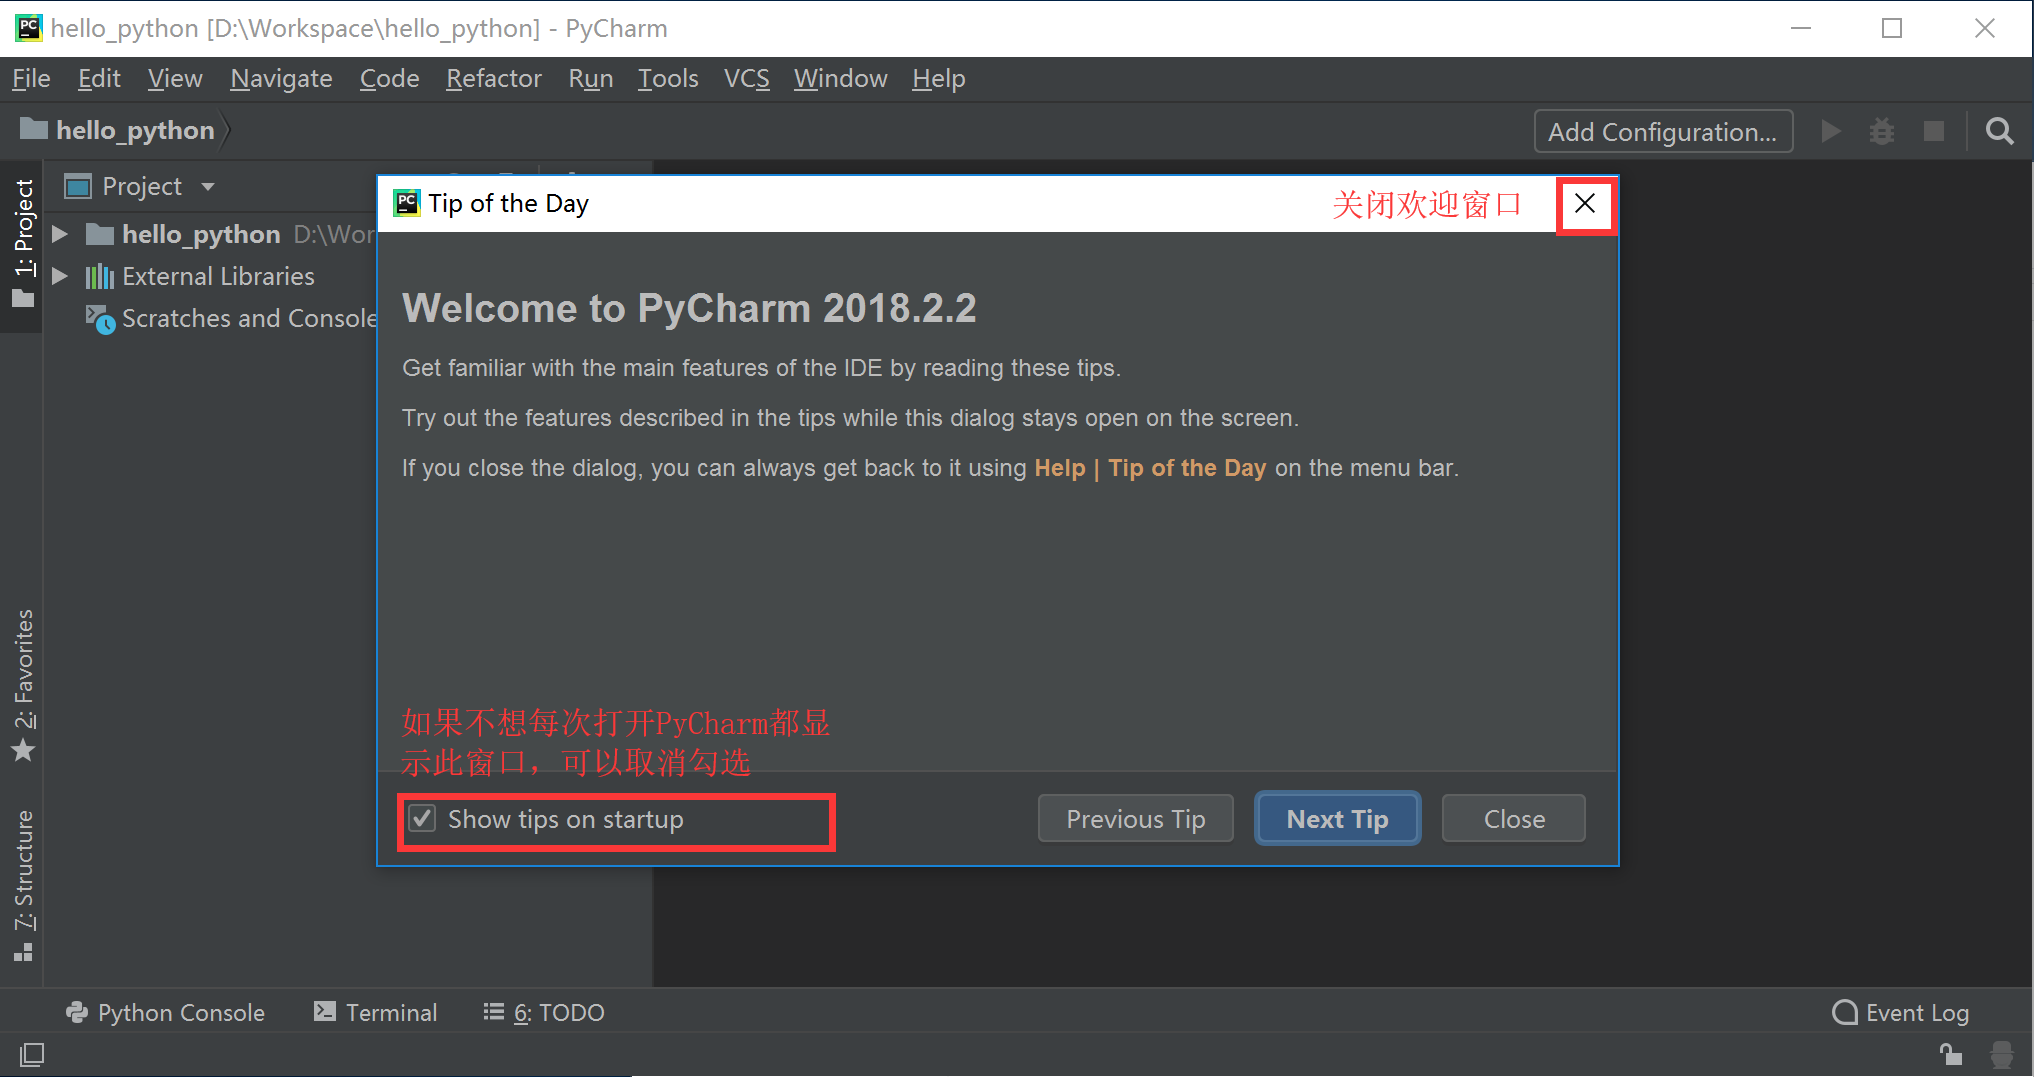 hello_python [D:\Workspace\hello_python] - PyCharm
File Edit View Navigate Code Refactor Run Tools VCS Window Help
hello_python
Add Configuration...
1: Project
Project
hello_python D:\Wor
External Libraries
Scratches and Console
2: Favorites
7: Structure
Tip of the Day
关闭欢迎窗口
Welcome to PyCharm 2018.2.2
Get familiar with the main features of the IDE by reading these tips.
Try out the features described in the tips while this dialog stays open on the screen.
If you close the dialog, you can always get back to it using Help | Tip of the Day on the menu bar.
如果不想每次打开PyCharm都显
示此窗口，可以取消勾选
Show tips on startup
Previous Tip
Next Tip
Close
Python Console
Terminal
6: TODO
Event Log